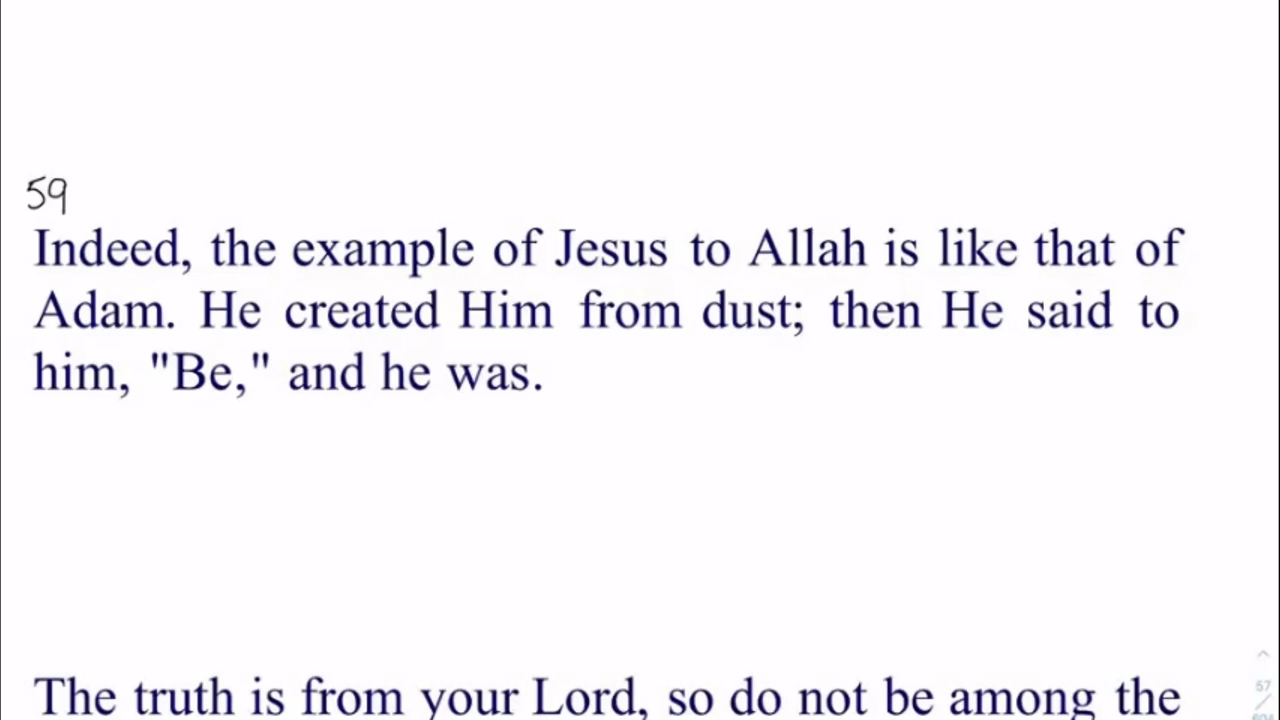 59
Indeed, the example of Jesus to Allah is like that of
Adam. He created Him from dust; then He said to
him, "Be," and he was.
The truth is from your Lord, so do not be among the
57
/
604